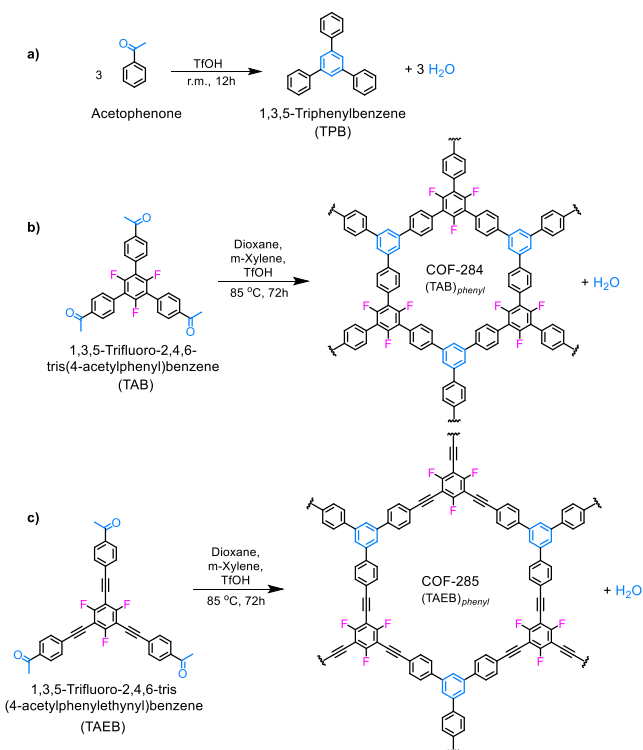 a)
O
3
TfOH
r.m., 12h
+ 3 H₂O
Acetophenone
1,3,5-Triphenylbenzene
(TPB)
b)
O
F
F
F
O
O
Dioxane,
m-Xylene,
TfOH
85 °C, 72h
F
F
F
F
F
F
F
F
F
COF-284
(TAB)phenyl
+ H₂O
1,3,5-Trifluoro-2,4,6-
tris(4-acetylphenyl)benzene
(TAB)
c)
O
F
F
F
O
O
Dioxane,
m-Xylene,
TfOH
85 °C, 72h
F
F
F
F
F
F
F
F
F
COF-285
(TAEB)phenyl
+ H₂O
1,3,5-Trifluoro-2,4,6-tris
(4-acetylphenylethynyl)benzene
(TAEB)